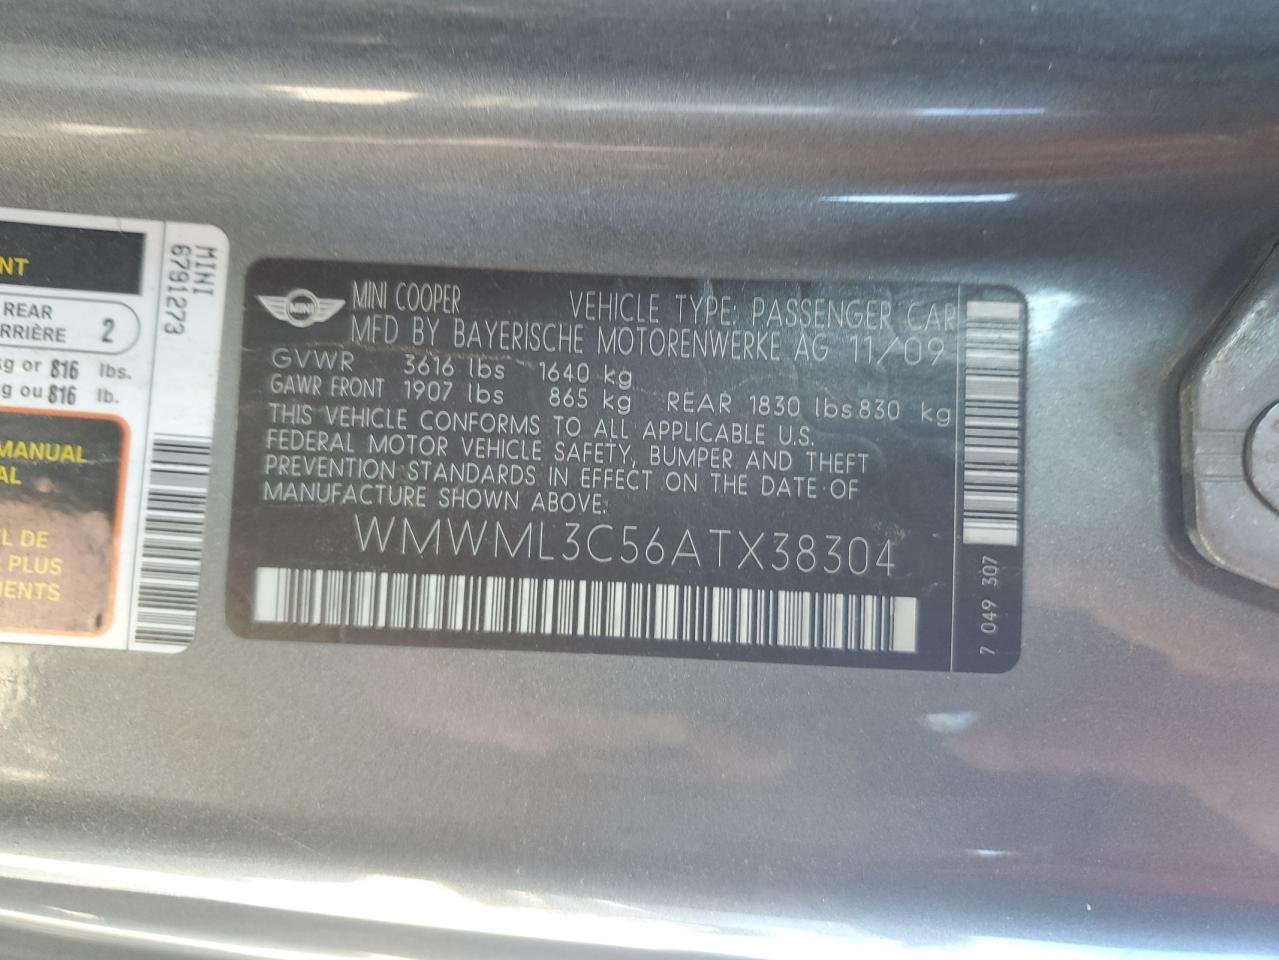 NT
REAR
RRIÈRE 2
kg or 816 lbs.
g ou 816 lb.
MANUAL
AL
L DE
PLUS
MENTS
MINI
6791273
MINI
MINI COOPER VEHICLE TYPE: PASSENGER CAR
MFD BY BAYERISCHE MOTORENWERKE AG 11/09
GVWR 3616 lbs 1640 kg
GAWR FRONT 1907 lbs 865 kg REAR 1830 lbs 830 kg
THIS VEHICLE CONFORMS TO ALL APPLICABLE U.S.
FEDERAL MOTOR VEHICLE SAFETY, BUMPER AND THEFT
PREVENTION STANDARDS IN EFFECT ON THE DATE OF
MANUFACTURE SHOWN ABOVE:
WMWML3C56ATX38304
7 049 307